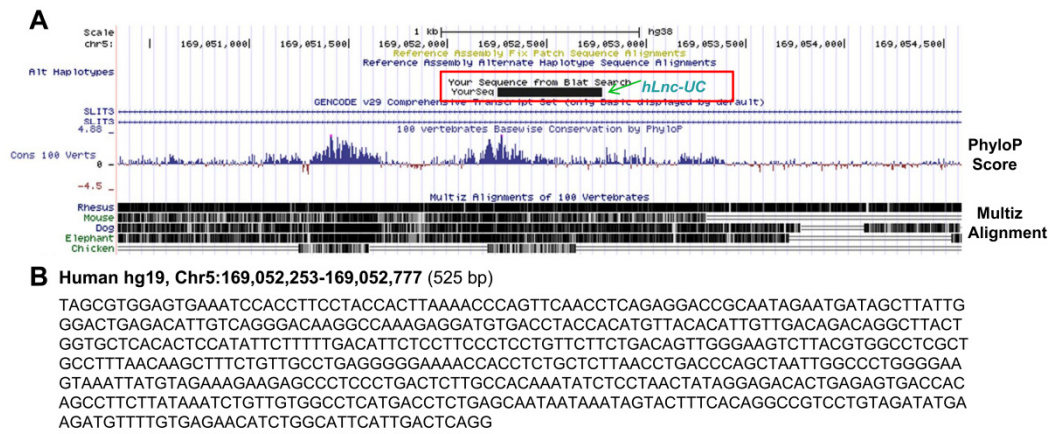 A
Scale
1 kb
hg38
chr5:
169,051,000
169,051,500
169,052,000
169,052,500
169,053,000
169,053,500
169,054,000
169,054,500
Reference Assembly Fix Patch Sequence Alignments
Reference Assembly Alternate Haplotype Sequence Alignments
Alt Haplotypes
Your Sequence from Blat Search
YourSeq
hLnc-UC
GENCODE v29 Comprehensive Transcript Set (only Basic displayed by default)
SLIT3
SLIT3
4.88
100 vertebrates Basewise Conservation by PhyloP
Cons 100 Verts
0
-4.5
PhyloP
Score
Multiz Alignments of 100 Vertebrates
Rhesus
Mouse
Dog
Elephant
Chicken
Multiz
Alignment
B Human hg19, Chr5:169,052,253-169,052,777 (525 bp)
TAGCGTGGAGTGAAATCCACCTTCCTACCACTTAAAACCCAGTTCAACCTCAGAGGACCGCAATAGAATGATAGCTTATTG
GGACTGAGACATTGTCAGGGACAAGGCCAAAGAGGATGTGACCTACCACATGTTACACATTGTTGACAGACAGGCTTACT
GGTGCTCACACTCCATATTCTTTTTGACATTCTCCTTCCCTCCTGTTCTTCTGACAGTTGGGAAGTCTTACGTGGCCTCGCT
GCCTTTAACAAGCTTTCTGTTGCCTGAGGGGGAAAACCACCTCTGCTCTTAACCTGACCCAGCTAATTGGCCCTGGGGAA
GTAAATTATGTAGAAAGAAGAGCCCTCCCTGACTCTTGCCACAAATATCTCCTAACTATAGGAGACACTGAGAGTGACCAC
AGCCTTCTTATAAATCTGTTGTGGCCTCATGACCTCTGAGCAATAATAAATAGTACTTTCACAGGCCGTCCTGTAGATATGA
AGATGTTTTGTGAGAACATCTGGCATTCATTGACTCAGG